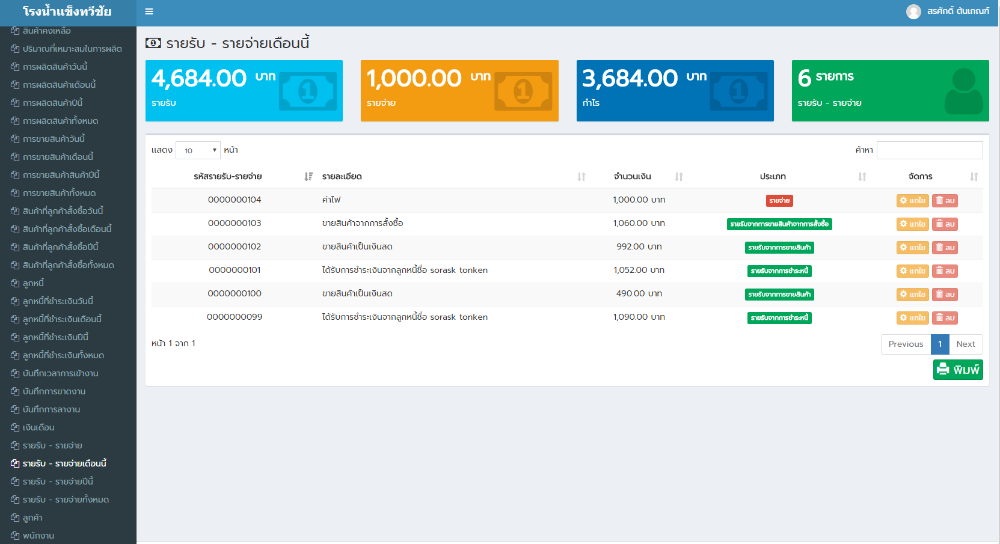 โรงน้ำแข็งทวีชัย
สรศักดิ์ ต้นเกณฑ์
สินค้าคงเหลือ
ปริมาณที่เหมาะสมในการผลิต
การผลิตสินค้าวันนี้
การผลิตสินค้าเดือนนี้
การผลิตสินค้าปีนี้
การผลิตสินค้าทั้งหมด
การขายสินค้าวันนี้
การขายสินค้าเดือนนี้
การขายสินค้าสินค้าปีนี้
การขายสินค้าทั้งหมด
สินค้าที่ลูกค้าสั่งซื้อวันนี้
สินค้าที่ลูกค้าสั่งซื้อเดือนนี้
สินค้าที่ลูกค้าสั่งซื้อปีนี้
สินค้าที่ลูกค้าสั่งซื้อทั้งหมด
ลูกหนี้
ลูกหนี้ที่ชำระเงินวันนี้
ลูกหนี้ที่ชำระเงินเดือนนี้
ลูกหนี้ที่ชำระเงินปีนี้
ลูกหนี้ที่ชำระเงินทั้งหมด
บันทึกเวลาการเข้างาน
บันทึกการขาดงาน
บันทึกการลางาน
เงินเดือน
รายรับ - รายจ่าย
รายรับ - รายจ่ายเดือนนี้
รายรับ - รายจ่ายปีนี้
รายรับ - รายจ่ายทั้งหมด
ลูกค้า
พนักงาน
รายรับ - รายจ่ายเดือนนี้
4,684.00 บาท
รายรับ
1,000.00 บาท
รายจ่าย
3,684.00 บาท
กำไร
6 รายการ
รายรับ - รายจ่าย
แสดง 10 หน้า ค้าหา
รหัสรายรับ-รายจ่าย รายละเอียด จำนวนเงิน ประเภท จัดการ
0000000104 ค่าไฟ 1,000.00 บาท รายจ่าย แก้ไข ลบ
0000000103 ขายสินค้าจากการสั่งซื้อ 1,060.00 บาท รายรับจากการขายสินค้าจากการสั่งซื้อ แก้ไข ลบ
0000000102 ขายสินค้าเป็นเงินสด 992.00 บาท รายรับจากการขายสินค้า แก้ไข ลบ
0000000101 ได้รับการชำระเงินจากลูกหนี้ชื่อ sorask tonken 1,052.00 บาท รายรับจากการชำระหนี้ แก้ไข ลบ
0000000100 ขายสินค้าเป็นเงินสด 490.00 บาท รายรับจากการขายสินค้า แก้ไข ลบ
0000000099 ได้รับการชำระเงินจากลูกหนี้ชื่อ sorask tonken 1,090.00 บาท รายรับจากการชำระหนี้ แก้ไข ลบ
หน้า 1 จาก 1 Previous 1 Next
พิมพ์